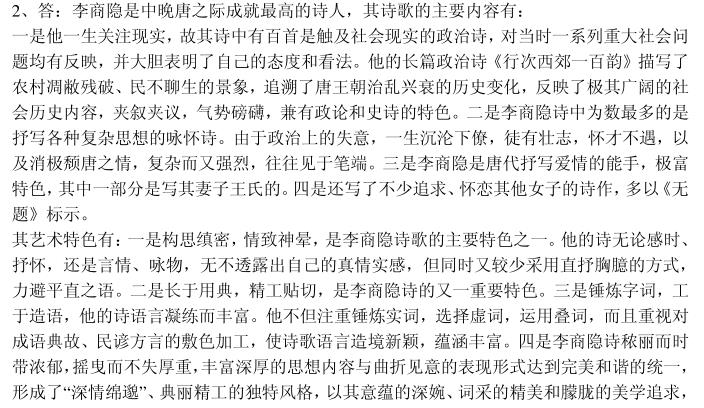 2、答：李商隐是中晚唐之际成就最高的诗人，其诗歌的主要内容有：
一是他一生关注现实，故其诗中有百首是触及社会现实的政治诗，对当时一系列重大社会问
题均有反映，并大胆表明了自己的态度和看法。他的长篇政治诗《行次西郊一百韵》描写了
农村凋敝残破、民不聊生的景象，追溯了唐王朝治乱兴衰的历史变化，反映了极其广阔的社
会历史内容，夹叙夹议，气势磅礴，兼有政论和史诗的特色。二是李商隐诗中为数最多的是
抒写各种复杂思想的咏怀诗。由于政治上的失意，一生沉沦下僚，徒有壮志，怀才不遇，以
及消极颓唐之情，复杂而又强烈，往往见于笔端。三是李商隐是唐代抒写爱情的能手，极富
特色，其中一部分是写其妻子王氏的。四是还写了不少追求、怀恋其他女子的诗作，多以《无
题》标示。
其艺术特色有：一是构思缜密，情致神晕，是李商隐诗歌的主要特色之一。他的诗无论感时、
抒怀，还是言情、咏物，无不透露出自己的真情实感，但同时又较少采用直抒胸臆的方式，
力避平直之语。二是长于用典，精工贴切，是李商隐诗的又一重要特色。三是锤炼字词，工
于造语，他的诗语言凝练而丰富。他不但注重锤炼实词，选择虚词，运用叠词，而且重视对
成语典故、民谚方言的敷色加工，使诗歌语言造境新颖，蕴涵丰富。四是李商隐诗秾丽而时
带浓郁，摇曳而不失厚重，丰富深厚的思想内容与曲折见意的表现形式达到完美和谐的统一，
形成了“深情绵邈”、典丽精工的独特风格，以其意蕴的深婉、词采的精美和朦胧的美学追求，